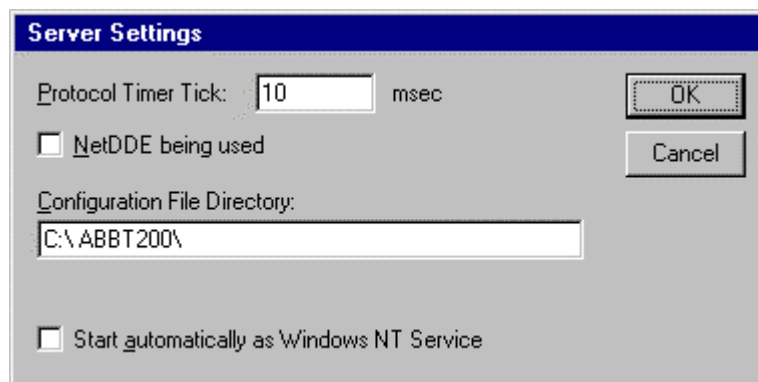 Server Settings
Protocol Timer Tick: 10 msec
OK
NetDDE being used
Cancel
Configuration File Directory:
C:\ ABBT200\
Start automatically as Windows NT Service